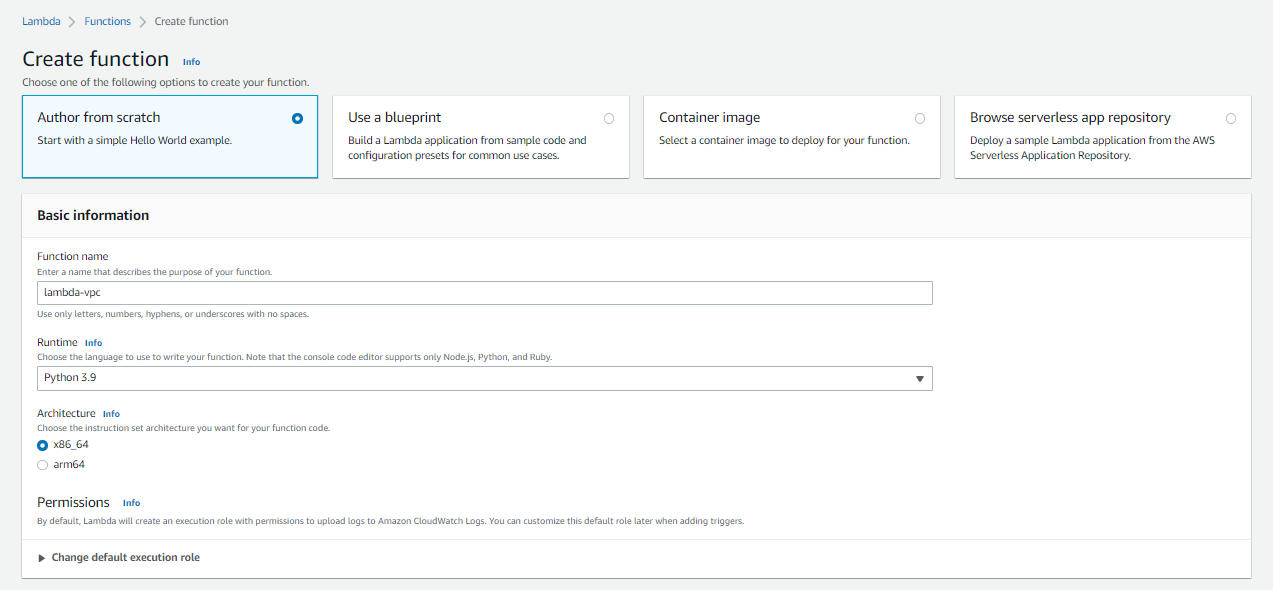 Lambda > Functions > Create function
Create function Info
Choose one of the following options to create your function.
Author from scratch
Start with a simple Hello World example.
Use a blueprint
Build a Lambda application from sample code and
configuration presets for common use cases.
Container image
Select a container image to deploy for your function.
Browse serverless app repository
Deploy a sample Lambda application from the AWS
Serverless Application Repository.
Basic information
Function name
Enter a name that describes the purpose of your function.
lambda-vpc
Use only letters, numbers, hyphens, or underscores with no spaces.
Runtime Info
Choose the language to use to write your function. Note that the console code editor supports only Node.js, Python, and Ruby.
Python 3.9
Architecture Info
Choose the instruction set architecture you want for your function code.
x86_64
arm64
Permissions Info
By default, Lambda will create an execution role with permissions to upload logs to Amazon CloudWatch Logs. You can customize this default role later when adding triggers.
Change default execution role